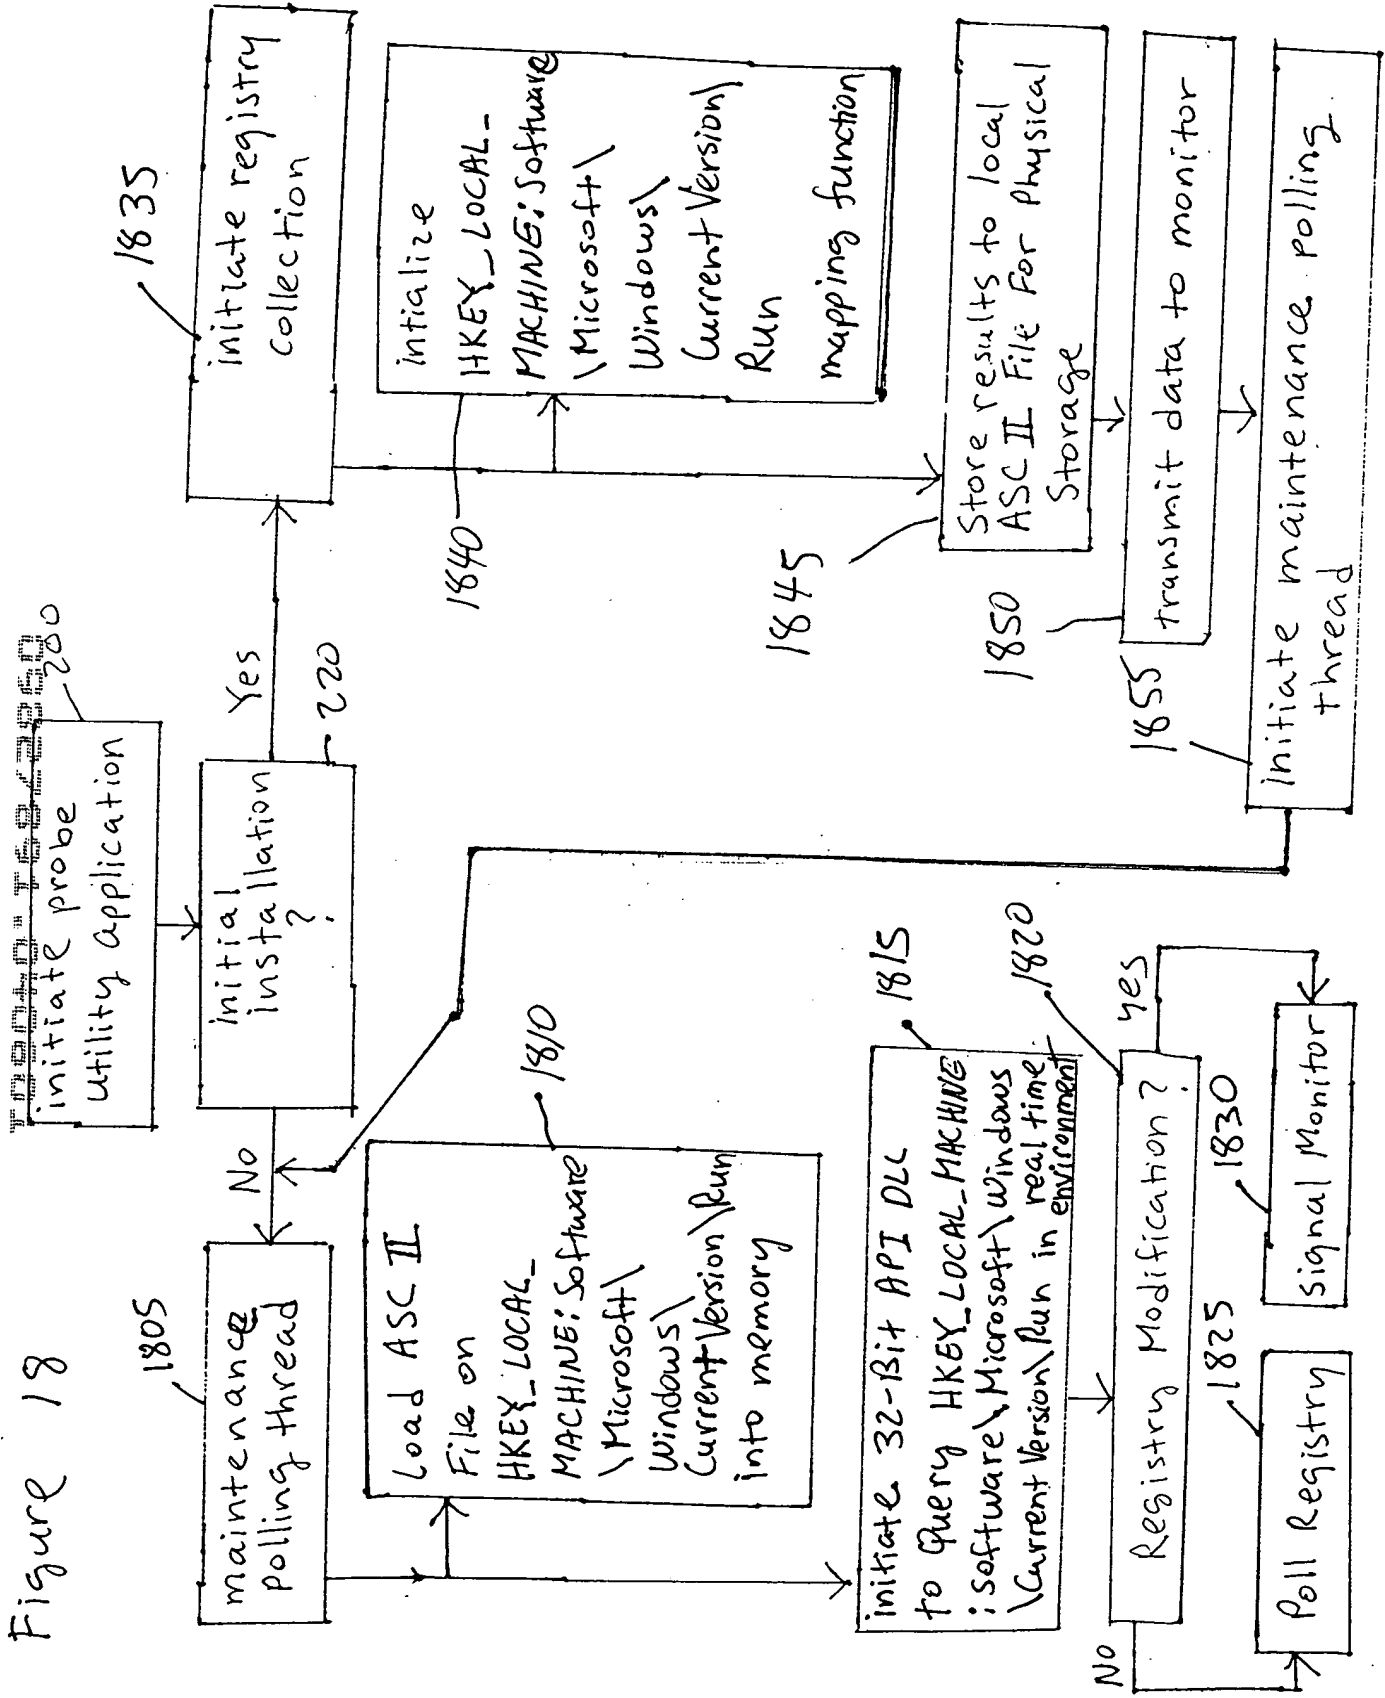 Figure 18
initiate probe
utility application
200
initial
installation
?
220
Yes
No
initiate registry
collection
1835
intialize
HKEY_LOCAL_
MACHINE:Software
\Microsoft\
Windows\
Current Version\
Run
mapping function
1840
Store results to local
ASC II File For Physical
Storage
1845
transmit data to monitor
1850
initiate maintenance polling
thread
1855
maintenance
polling thread
1805
Load ASC II
File on
HKEY_LOCAL_
MACHINE:Software
\Microsoft\
Windows\
Current Version\Run
into memory
1810
initiate 32-Bit API DLL
to Query HKEY_LOCAL_MACHINE
:software\Microsoft\Windows
\Current Version\Run in real time
environment
1815
Registry Modification?
1820
Yes
No
Signal Monitor
1830
Poll Registry
1825